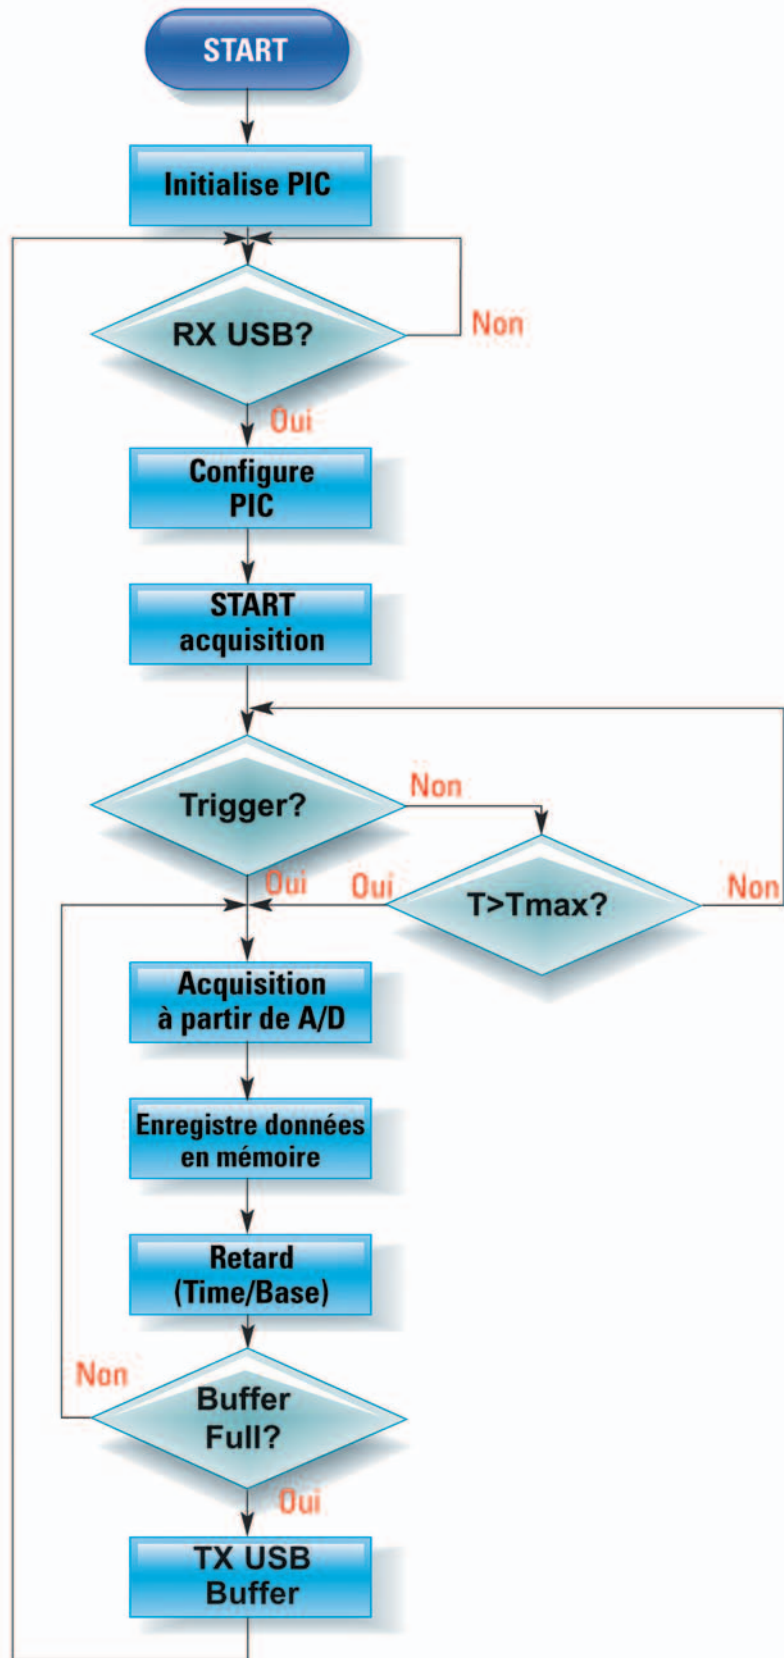 START
Initialise PIC
RX USB?
Non
Oui
Configure
PIC
START
acquisition
Trigger?
Non
Oui
Oui
T>Tmax?
Non
Acquisition
à partir de A/D
Enregistre données
en mémoire
Retard
(Time/Base)
Non
Buffer
Full?
Oui
TX USB
Buffer